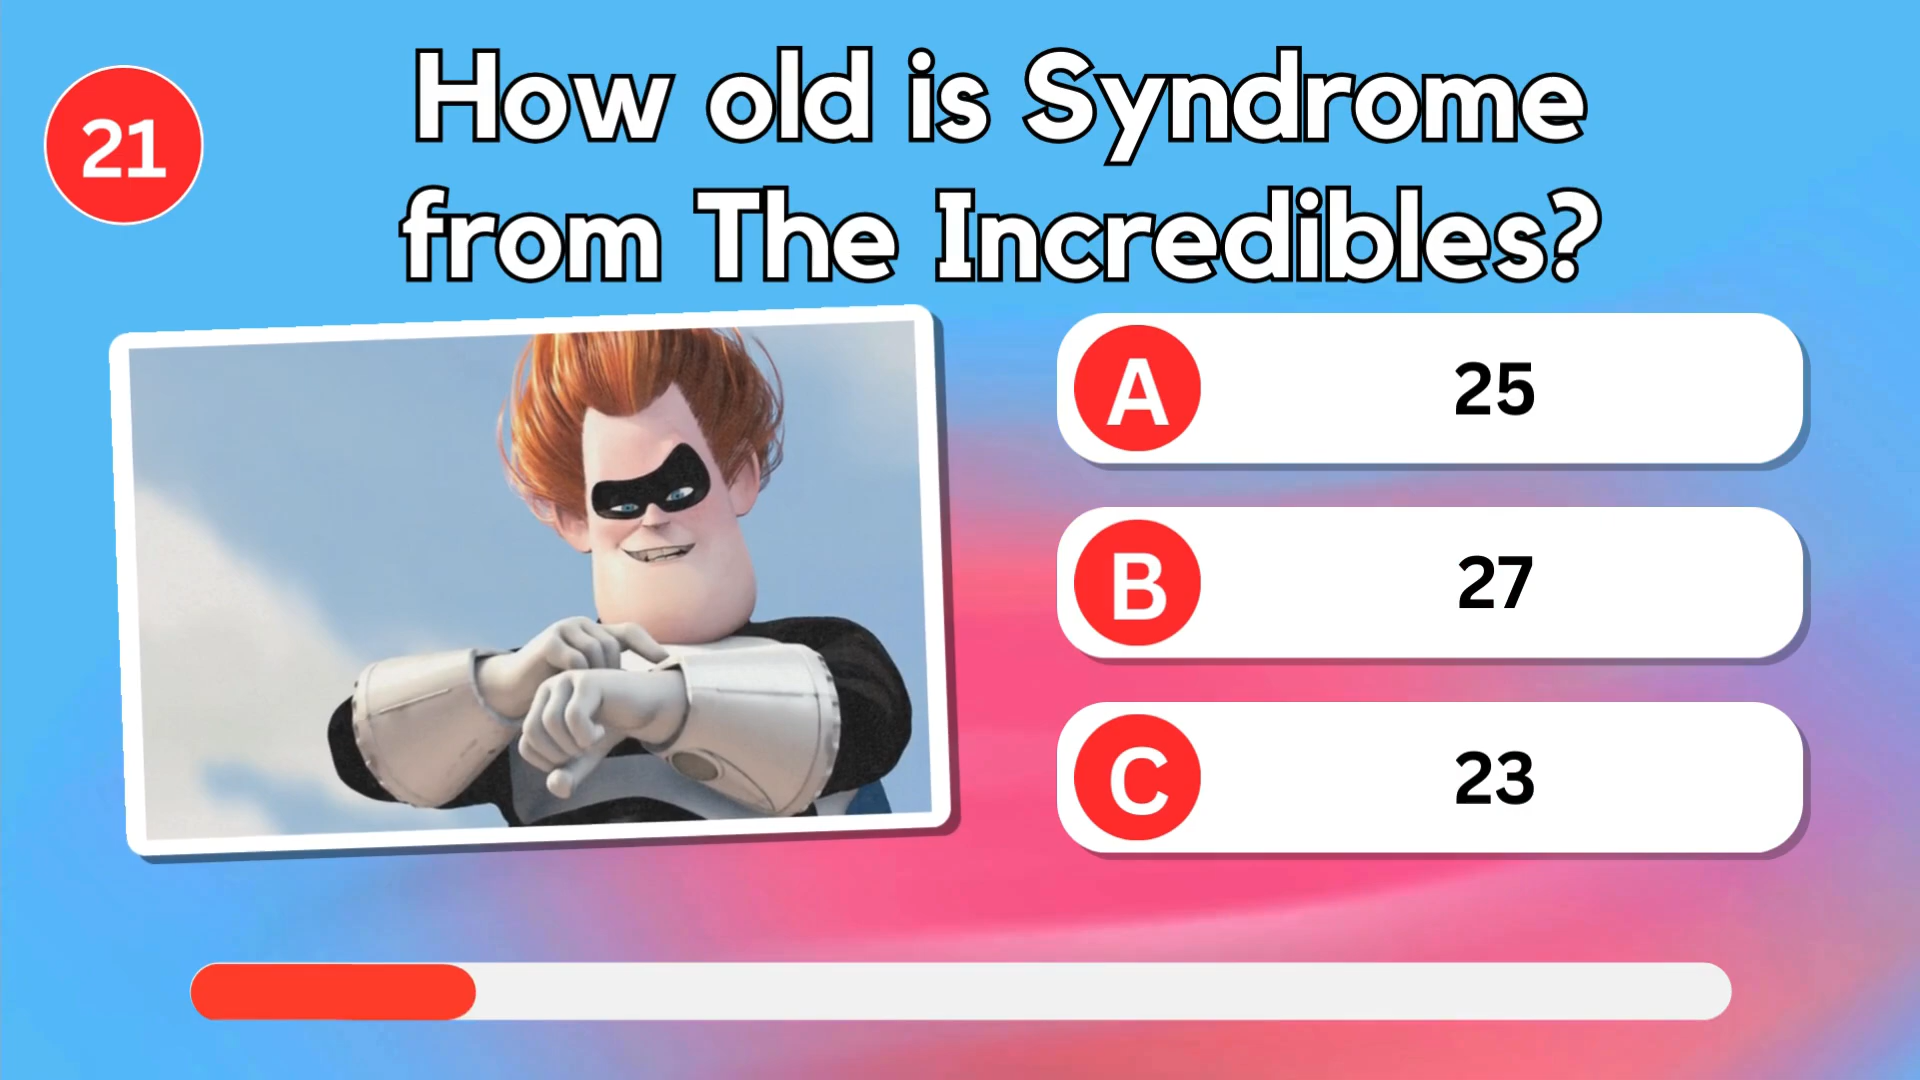 21
How old is Syndrome
from The Incredibles?
A 25
B 27
C 23